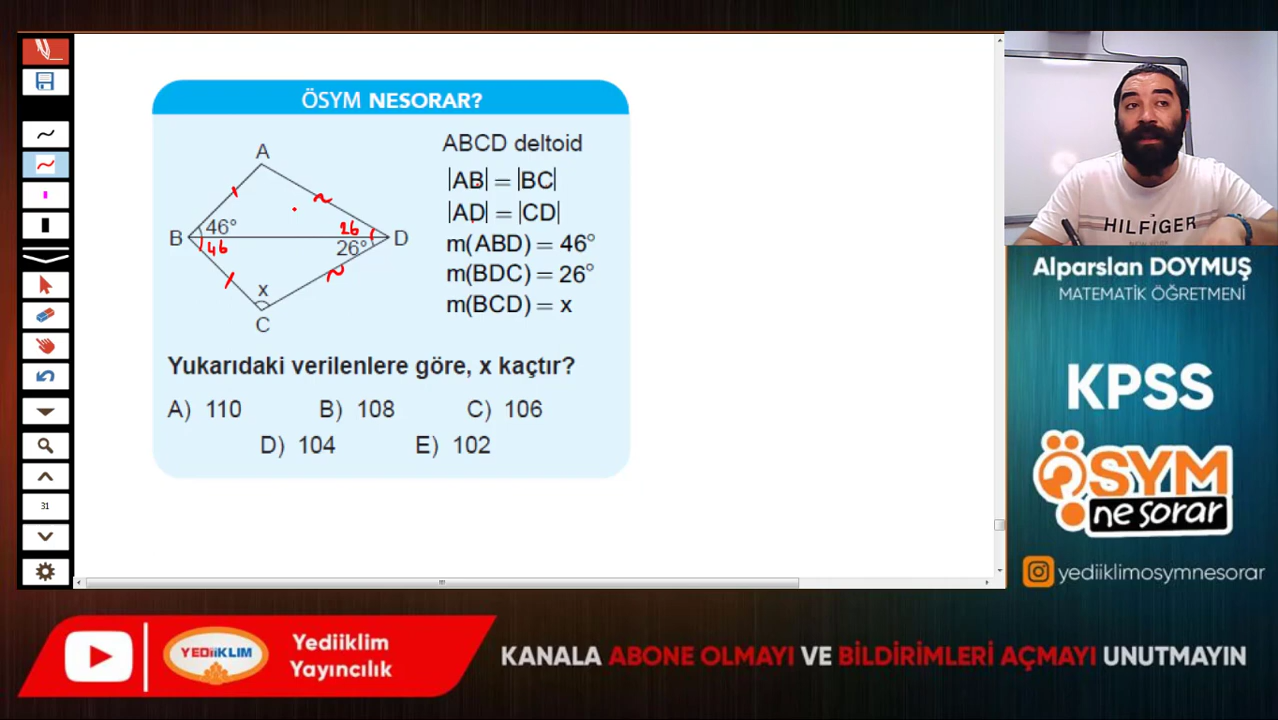 ÖSYM NESORAR?
A
B
C
D
46°
46
26
26°
x
ABCD deltoid
|AB| = |BC|
|AD| = |CD|
m(ABD) = 46°
m(BDC) = 26°
m(BCD) = x
Yukarıdaki verilenlere göre, x kaçtır?
A) 110 B) 108 C) 106
D) 104 E) 102
31
HILFIGER
Alparslan DOYMUŞ
MATEMATİK ÖĞRETMENİ
KPSS
ÖSYM
ne sorar
yediiklimosymnesorar
YEDİİKLİM
Yediiklim
Yayıncılık
KANALA ABONE OLMAYI VE BİLDİRİMLERİ AÇMAYI UNUTMAYIN